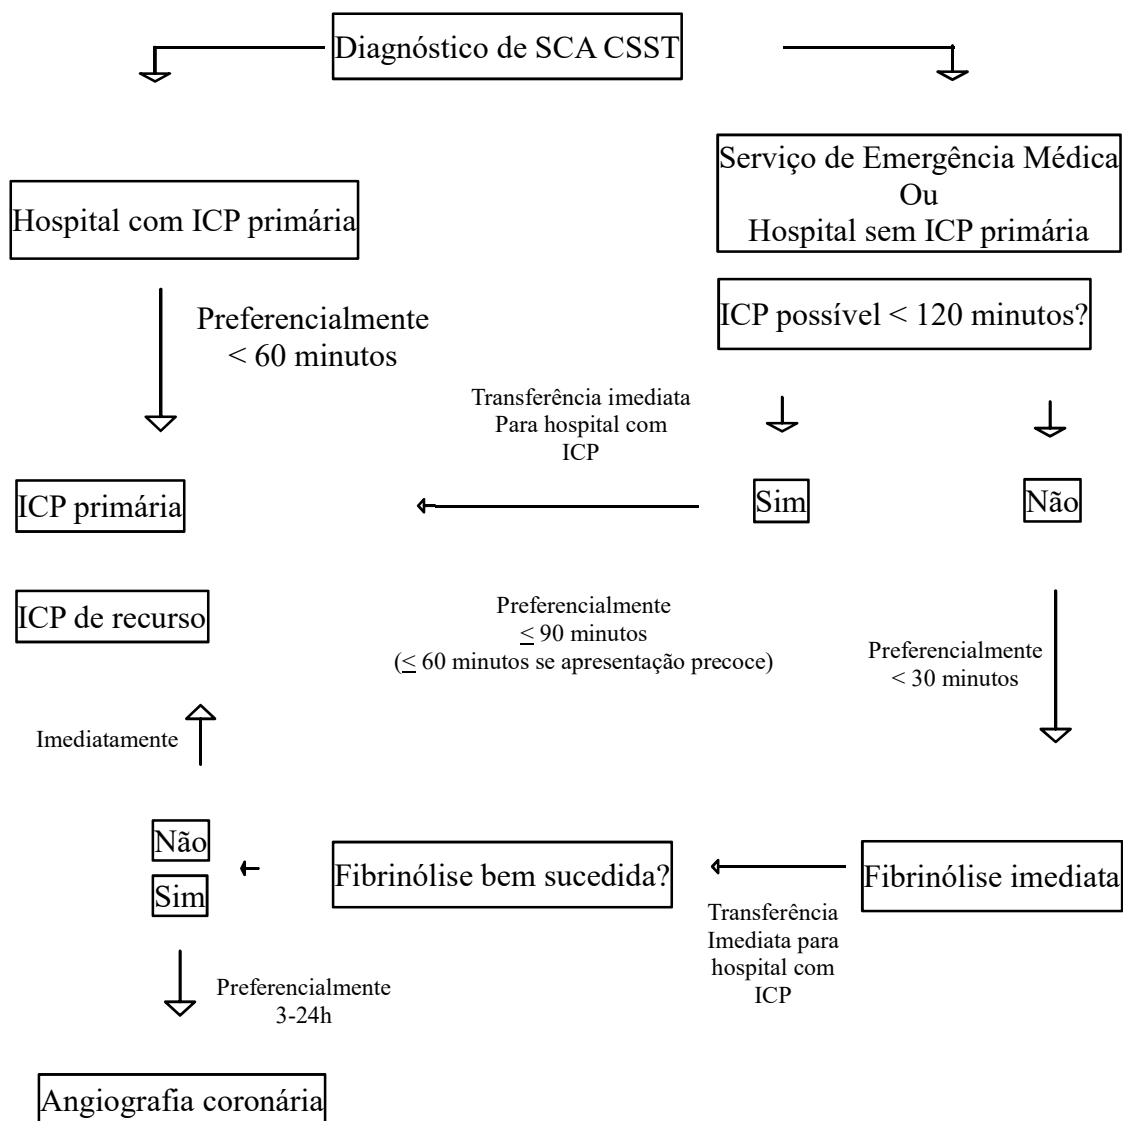 Diagnóstico de SCA CSST
Serviço de Emergência Médica
Ou
Hospital sem ICP primária
Hospital com ICP primária
ICP possível < 120 minutos?
Preferencialmente
< 60 minutos
Transferência imediata
Para hospital com
ICP
ICP primária
Sim
Não
ICP de recurso
Preferencialmente
≤ 90 minutos
(≤ 60 minutos se apresentação precoce)
Preferencialmente
< 30 minutos
Imediatamente
Não
Sim
Fibrinólise bem sucedida?
Fibrinólise imediata
Transferência
Imediata para
hospital com
ICP
Preferencialmente
3-24h
Angiografia coronária